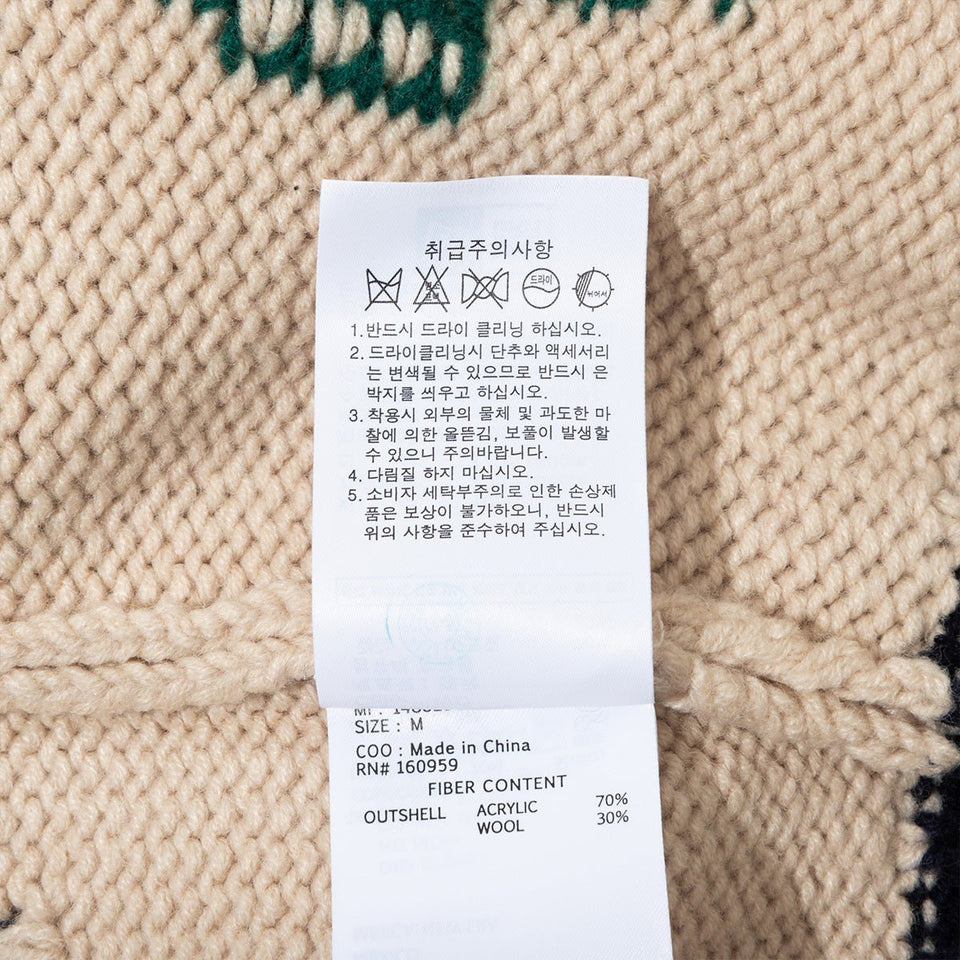 취급주의사항
드라이
뉘어서
1. 반드시 드라이 클리닝 하십시오.
2. 드라이클리닝시 단추와 액세서리
는 변색될 수 있으므로 반드시 은
박지를 씌우고 하십시오.
3. 착용시 외부의 물체 및 과도한 마
찰에 의한 올뜯김, 보풀이 발생할
수 있으니 주의바랍니다.
4. 다림질 하지 마십시오.
5. 소비자 세탁부주의로 인한 손상제
품은 보상이 불가하오니, 반드시
위의 사항을 준수하여 주십시오.
SIZE : M
COO : Made in China
RN# 160959
FIBER CONTENT
OUTSHELL ACRYLIC 70%
WOOL 30%